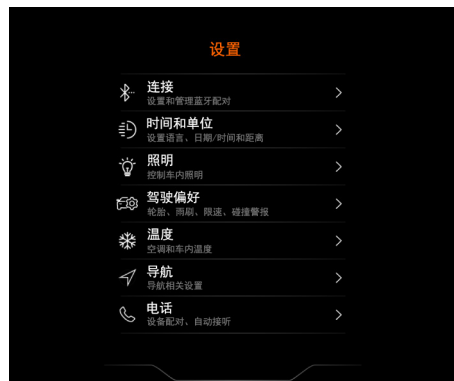 设置
连接
设置和管理蓝牙配对
时间和单位
设置语言、日期/时间和距离
照明
控制车内照明
驾驶偏好
轮胎、雨刷、限速、碰撞警报
温度
空调和车内温度
导航
导航相关设置
电话
设备配对、自动接听